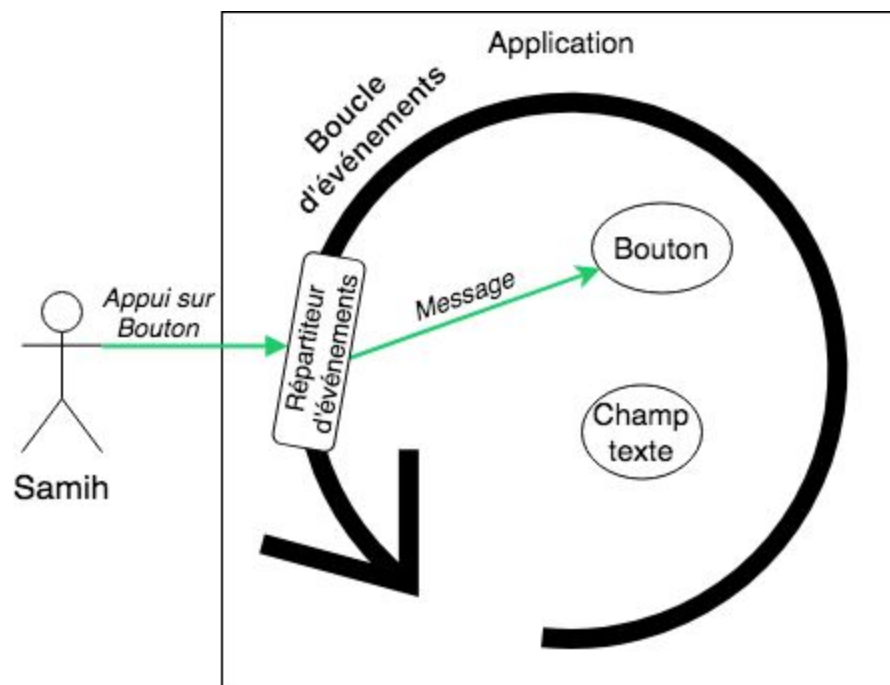 Application
Boucle
d'événements
Appui sur
Bouton
Répartiteur
d'événements
Message
Bouton
Champ
texte
Samih